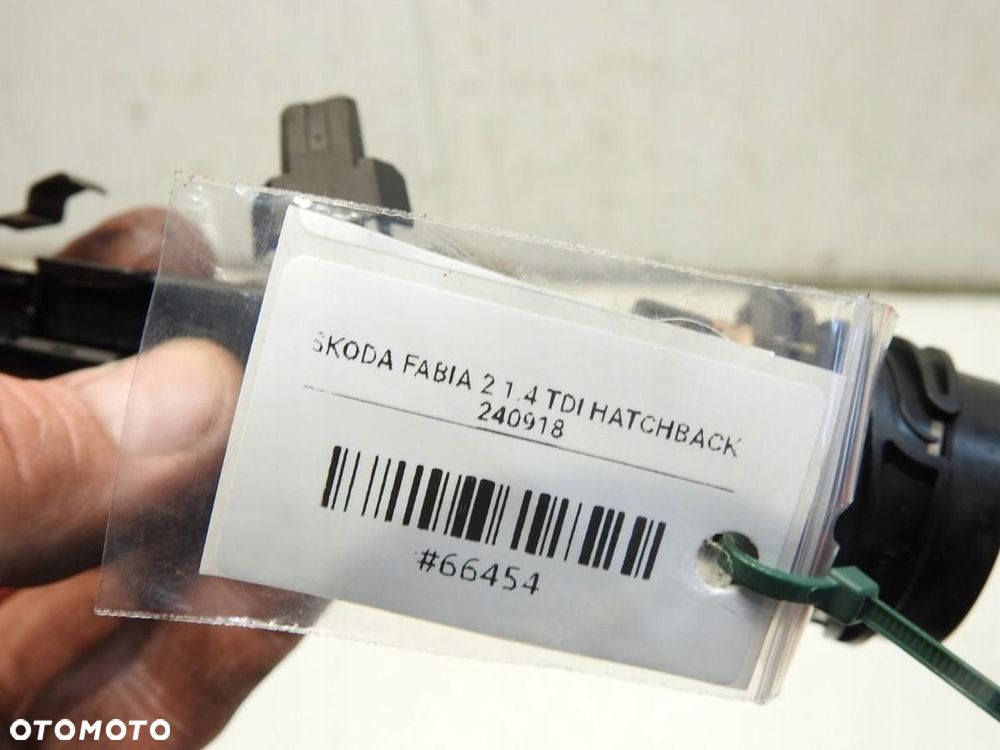 SKODA FABIA 2 1.4 TDI HATCHBACK
240918
#66454
OTOMOTO